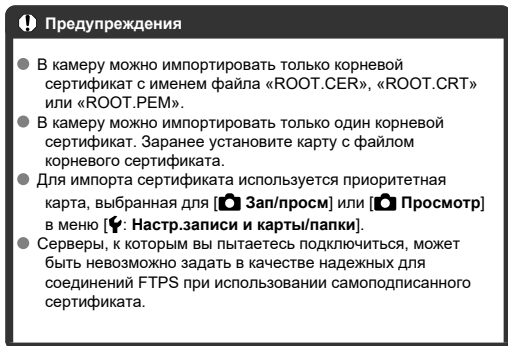 Предупреждения
В камеру можно импортировать только корневой
сертификат с именем файла «ROOT.CER», «ROOT.CRT»
или «ROOT.PEM».
В камеру можно импортировать только один корневой
сертификат. Заранее установите карту с файлом
корневого сертификата.
Для импорта сертификата используется приоритетная
карта, выбранная для [Зап/просм] или [Просмотр]
в меню [: Настр.записи и карты/папки].
Серверы, к которым вы пытаетесь подключиться, может
быть невозможно задать в качестве надежных для
соединений FTPS при использовании самоподписанного
сертификата.